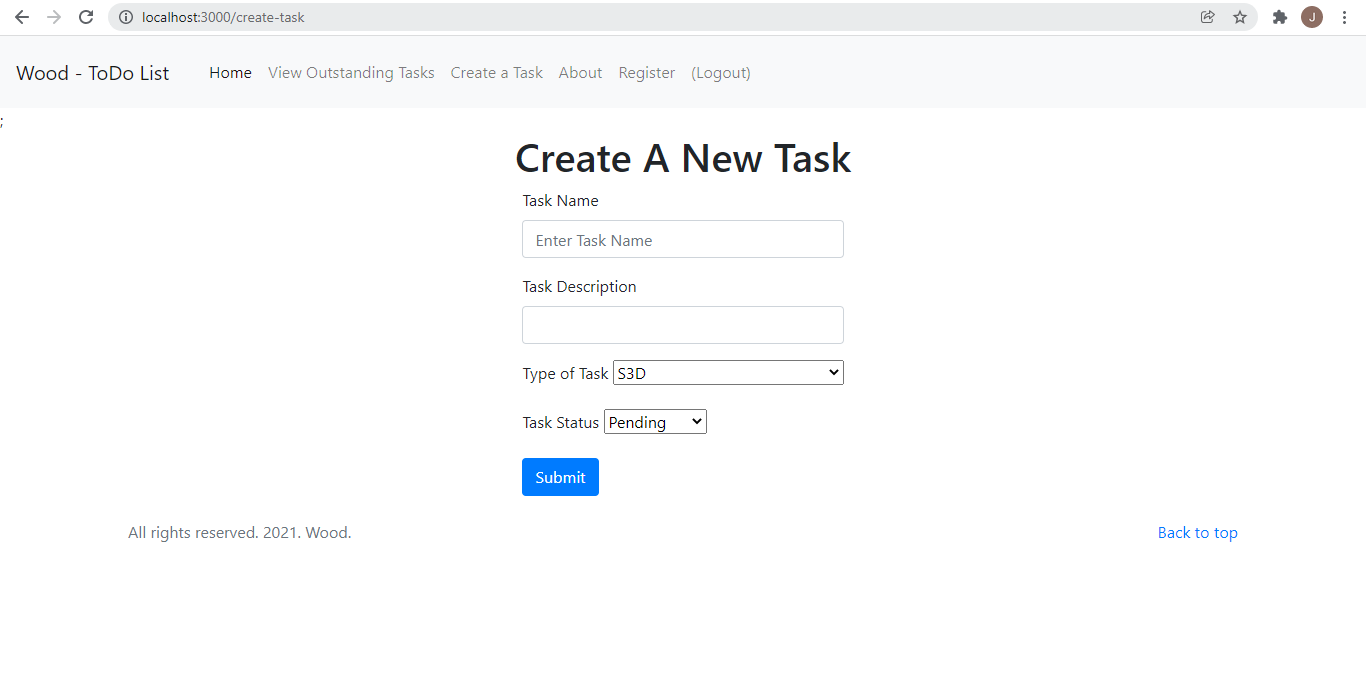 localhost:3000/create-task
J
Wood - ToDo List Home View Outstanding Tasks Create a Task About Register (Logout)
;
Create A New Task
Task Name
Enter Task Name
Task Description
Type of Task S3D
Task Status Pending
Submit
All rights reserved. 2021. Wood. Back to top